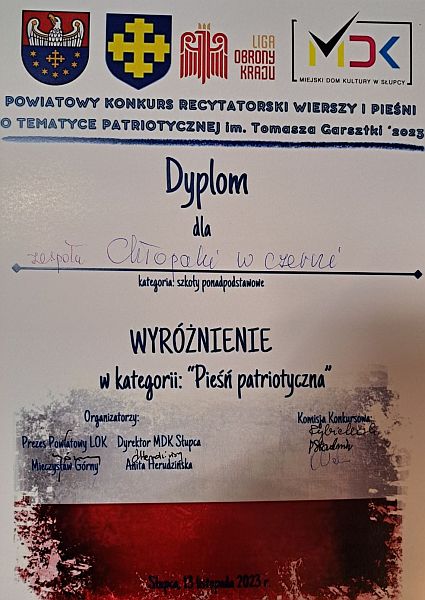 LIGA
OBRONY
KRAJU
MDK
MIEJSKI DOM KULTURY W SŁUPCY
POWIATOWY KONKURS RECYTATORSKI WIERSZY I PIEŚNI
O TEMATYCE PATRIOTYCZNEJ im. Tomasza Garsztki '2023
Dyplom
dla
zespołu Chłopaki w czerni
kategoria: szkoły ponadpodstawowe
WYRÓŻNIENIE
w kategorii: "Pieśń patriotyczna"
Organizatorzy: Komisja Konkursowa:
Prezes Powiatowy LOK Dyrektor MDK Słupca
Mieczysław Górny Anita Herudzińska
Słupca, 13 listopada 2023 r.